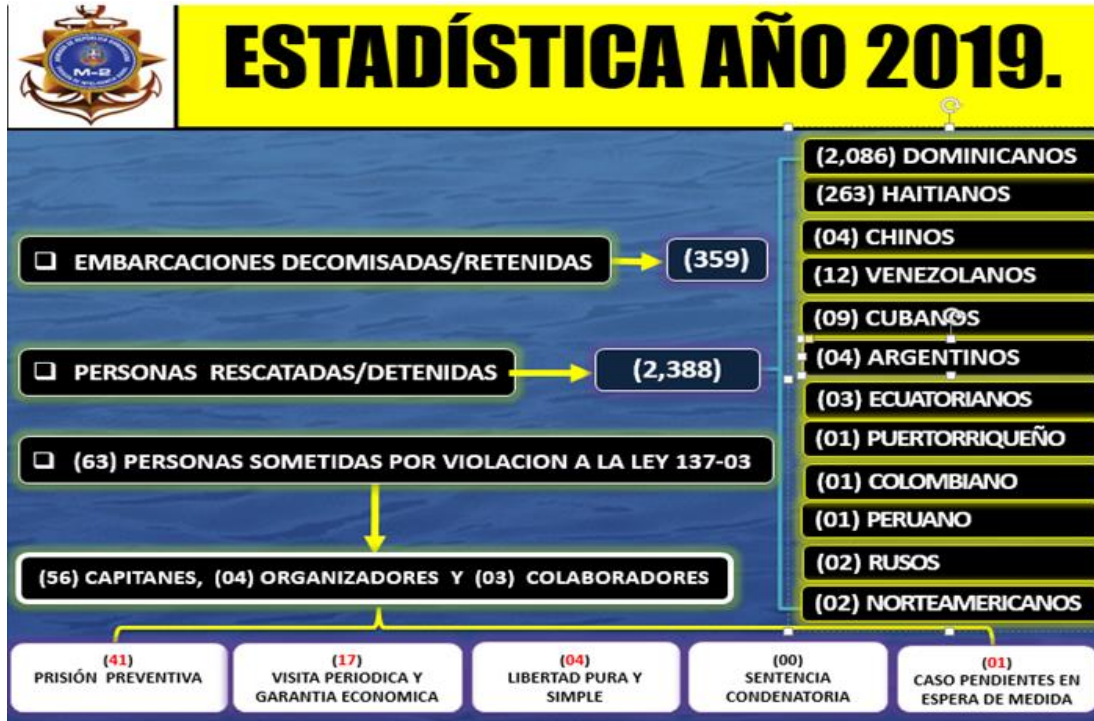 M-2
ESTADÍSTICA AÑO 2019.
❑ EMBARCACIONES DECOMISADAS/RETENIDAS
(359)
❑ PERSONAS RESCATADAS/DETENIDAS
(2,388)
(2,086) DOMINICANOS
(263) HAITIANOS
(04) CHINOS
(12) VENEZOLANOS
(09) CUBANOS
(04) ARGENTINOS
(03) ECUATORIANOS
(01) PUERTORRIQUEÑO
(01) COLOMBIANO
(01) PERUANO
(02) RUSOS
(02) NORTEAMERICANOS
❑ (63) PERSONAS SOMETIDAS POR VIOLACION A LA LEY 137-03
(56) CAPITANES, (04) ORGANIZADORES Y (03) COLABORADORES
(41)
PRISIÓN PREVENTIVA
(17)
VISITA PERIODICA Y
GARANTIA ECONOMICA
(04)
LIBERTAD PURA Y
SIMPLE
(00)
SENTENCIA
CONDENATORIA
(01)
CASO PENDIENTES EN
ESPERA DE MEDIDA